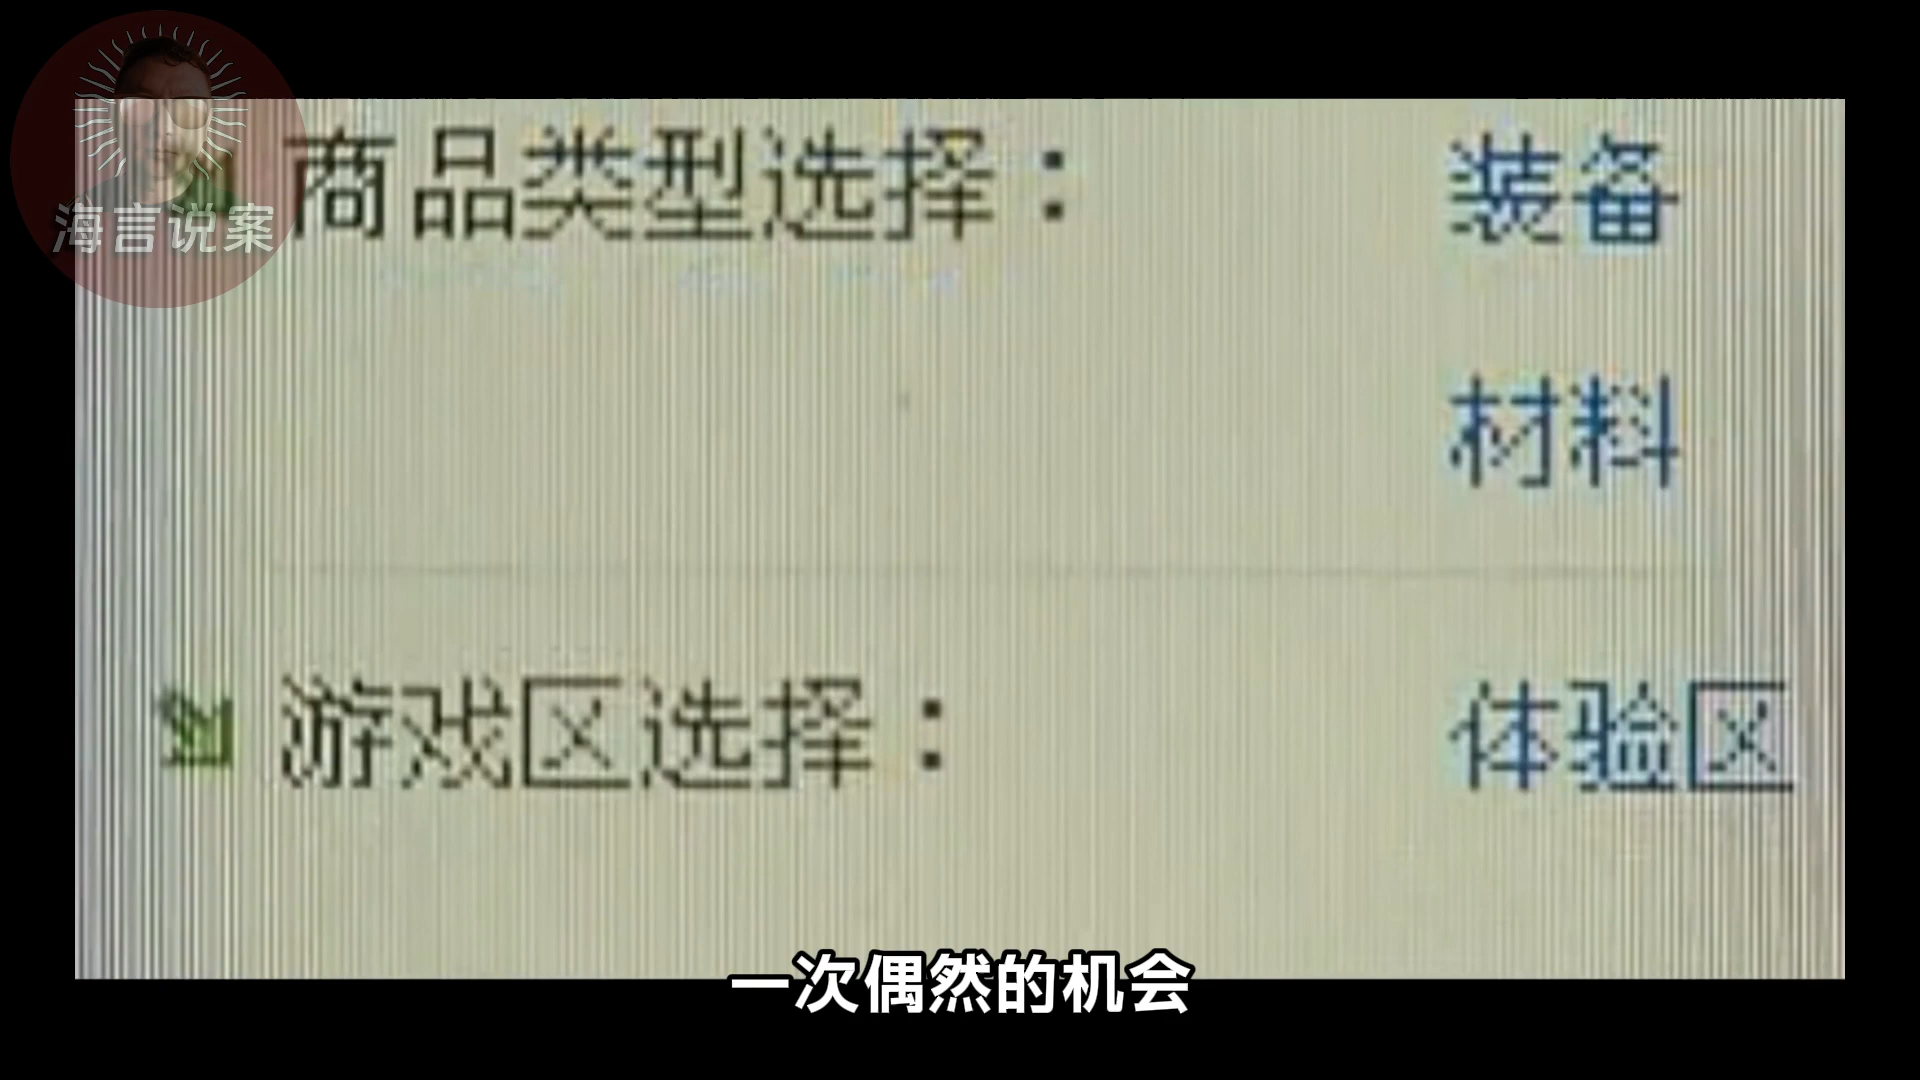 海言说案
商品类型选择： 装备
材料
游戏区选择： 体验区
一次偶然的机会